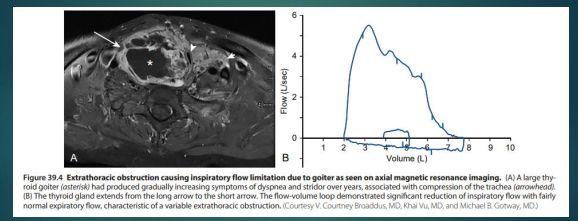 A
*
B
Flow (L/sec)
6
4
2
0
-2
0 1 2 3 4 5 6 7 8 9 10
Volume (L)
Figure 39.4 Extrathoracic obstruction causing inspiratory flow limitation due to goiter as seen on axial magnetic resonance imaging. (A) A large thy-
roid goiter (asterisk) had produced gradually increasing symptoms of dyspnea and stridor over years, associated with compression of the trachea (arrowhead).
(B) The thyroid gland extends from the long arrow to the short arrow. The flow-volume loop demonstrated significant reduction of inspiratory flow with fairly
normal expiratory flow, characteristic of a variable extrathoracic obstruction. (Courtesy V. Courtney Broaddus, MD, Khai Vu, MD, and Michael B. Gotway, MD.)